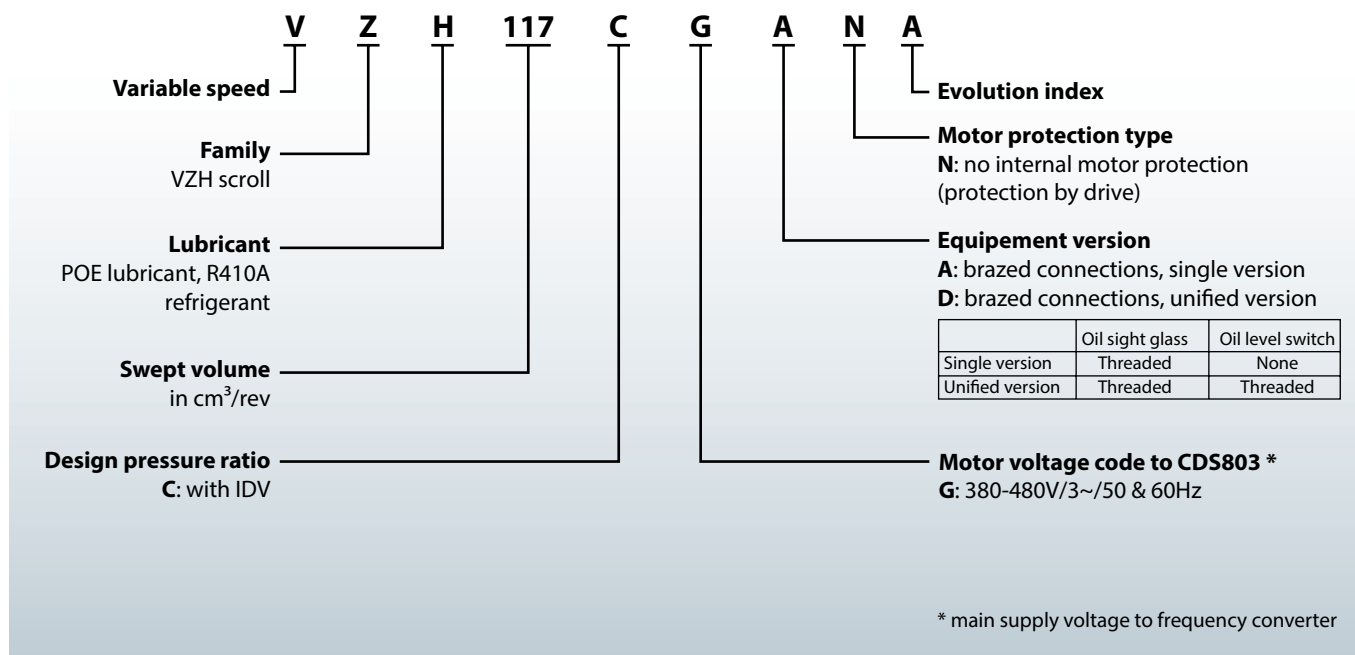 V Z H 117 C G A N A
Variable speed
Family
VZH scroll
Lubricant
POE lubricant, R410A
refrigerant
Swept volume
in cm³/rev
Design pressure ratio
C: with IDV
Evolution index
Motor protection type
N: no internal motor protection
(protection by drive)
Equipement version
A: brazed connections, single version
D: brazed connections, unified version
Oil sight glass Oil level switch
Single version Threaded None
Unified version Threaded Threaded
Motor voltage code to CDS803 *
G: 380-480V/3~/50 & 60Hz
* main supply voltage to frequency converter